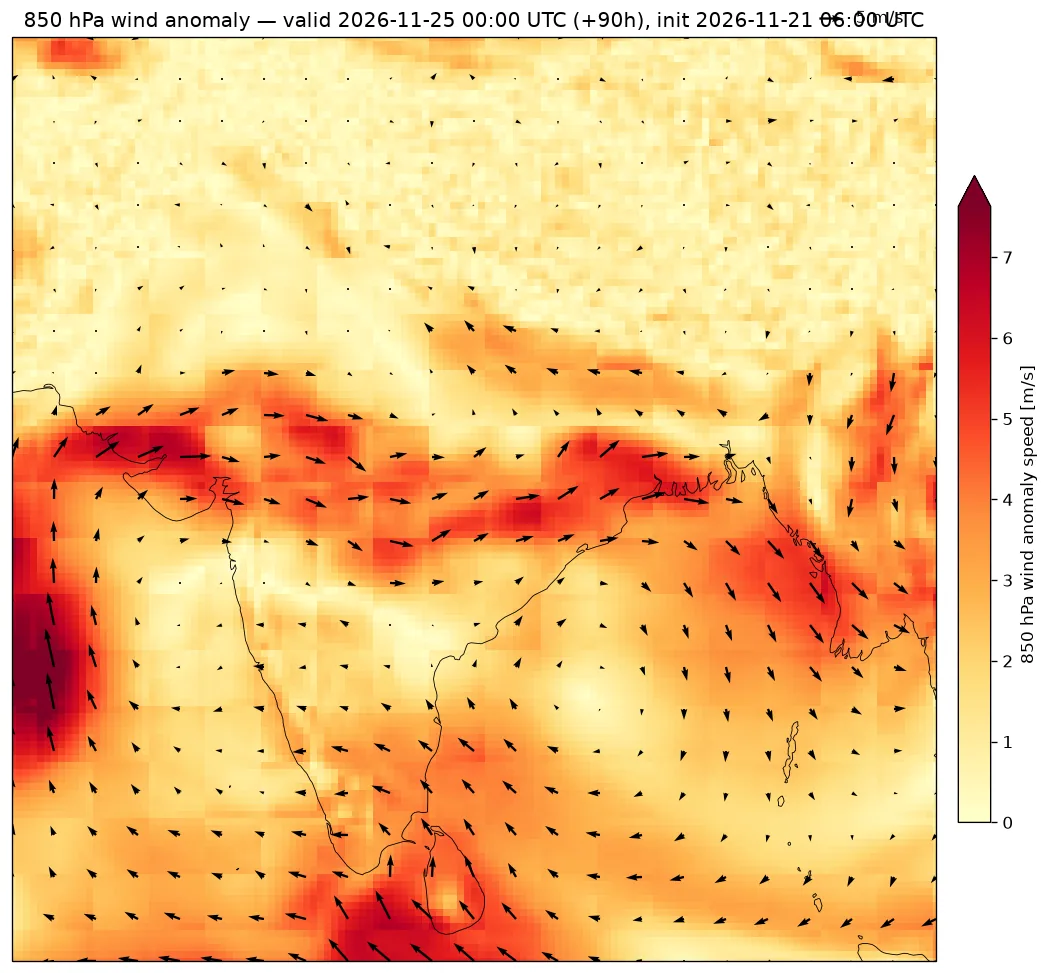 850 hPa wind anomaly — valid 2026-11-25 00:00 UTC (+90h), init 2026-11-21 06:00 UTC
5 m/s
7
6
5
4
3
2
1
0
850 hPa wind anomaly speed [m/s]